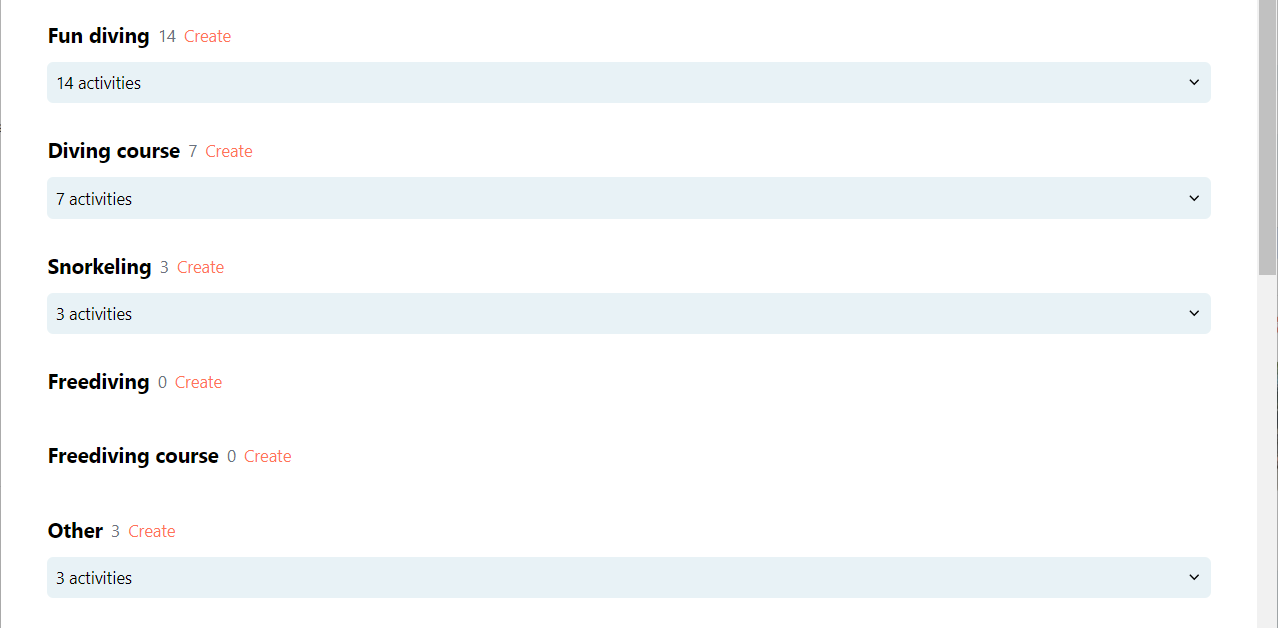 Fun diving 14 Create
14 activities
Diving course 7 Create
7 activities
Snorkeling 3 Create
3 activities
Freediving 0 Create
Freediving course 0 Create
Other 3 Create
3 activities